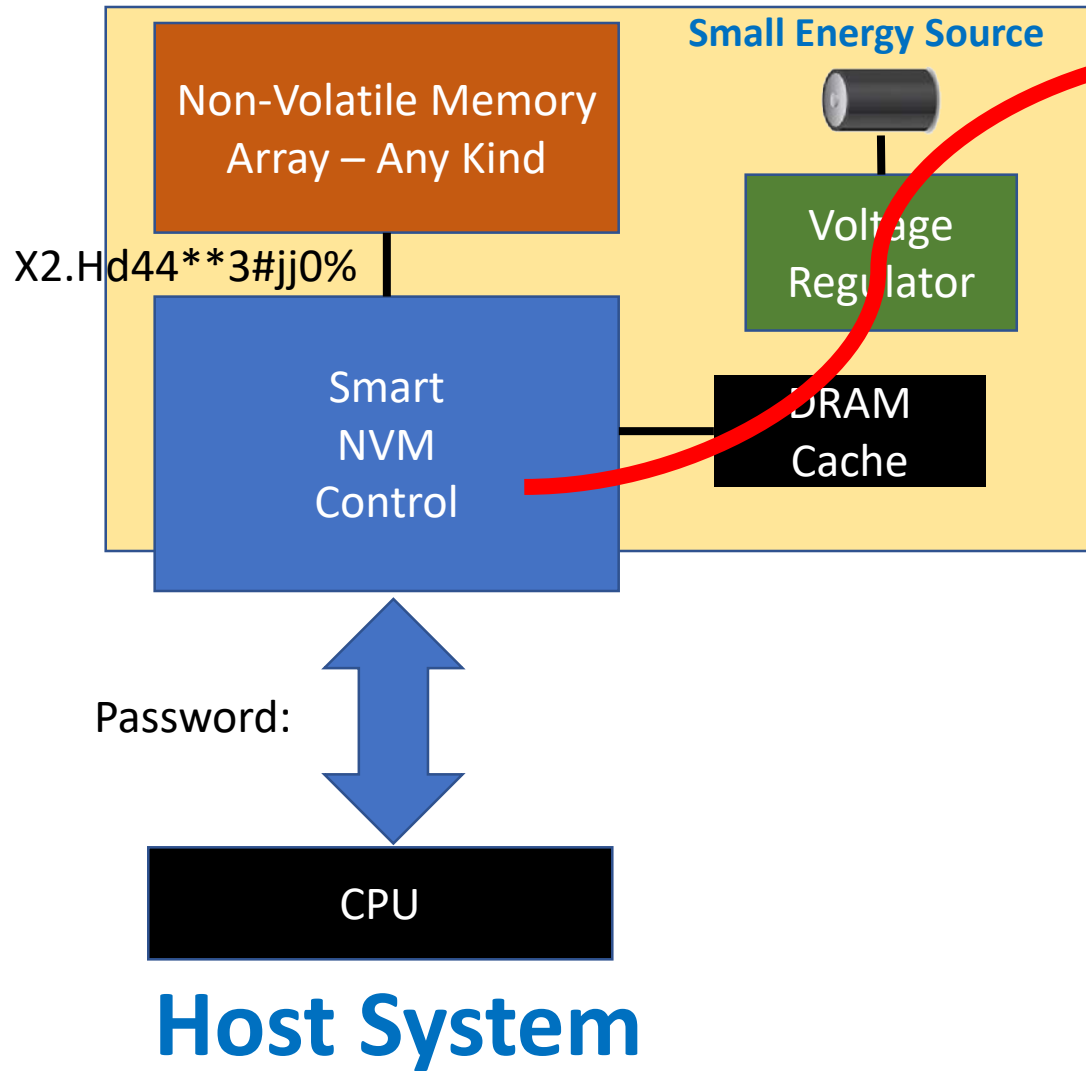 Small Energy Source
Non-Volatile Memory
Array – Any Kind
Voltage
Regulator
X2.Hd44**3#jj0%
Smart
NVM
Control
DRAM
Cache
Password:
CPU
Host System